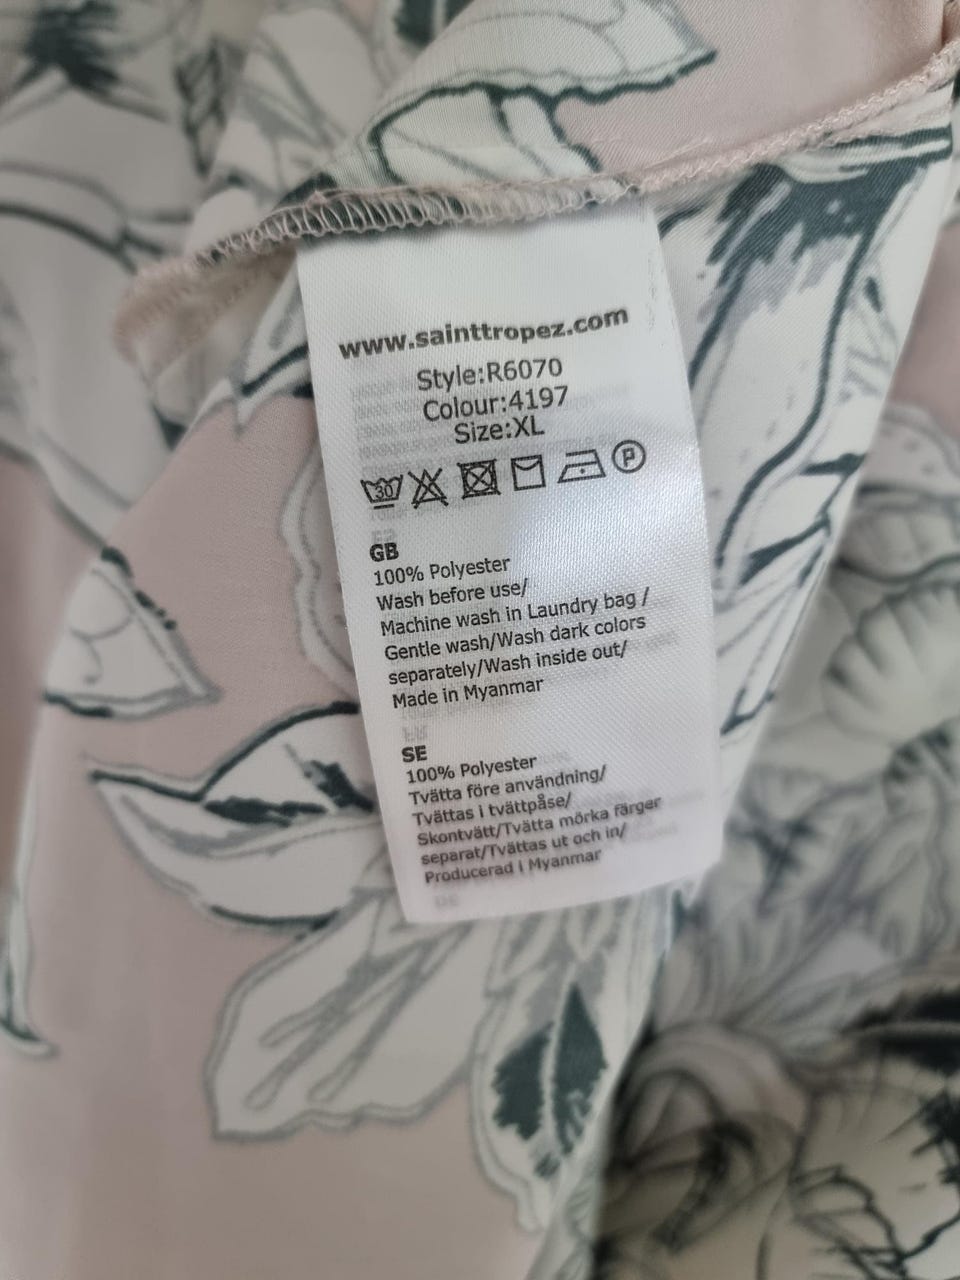 www.sainttropez.com
Style:R6070
Colour:4197
Size:XL
30 P
GB
100% Polyester
Wash before use/
Machine wash in Laundry bag /
Gentle wash/Wash dark colors
separately/Wash inside out/
Made in Myanmar
SE
100% Polyester
Tvätta före användning/
Tvättas i tvättpåse/
Skontvätt/Tvätta mörka färger
separat/Tvättas ut och in/
Producerad i Myanmar